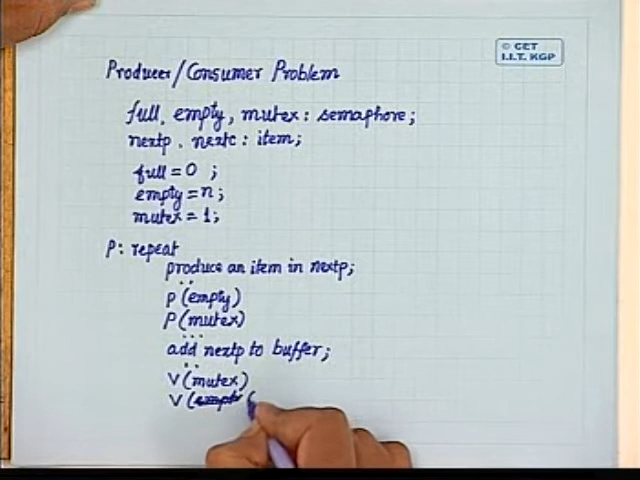 © CET
I.I.T. KGP
Producer/Consumer Problem
full, empty, mutex : semaphore;
nextp, nextc : item;
full = 0 ;
empty = n;
mutex = 1;
P: repeat
produce an item in nextp;
..
P(empty)
P(mutex)
...
add nextp to buffer;
..
V(mutex)
V(